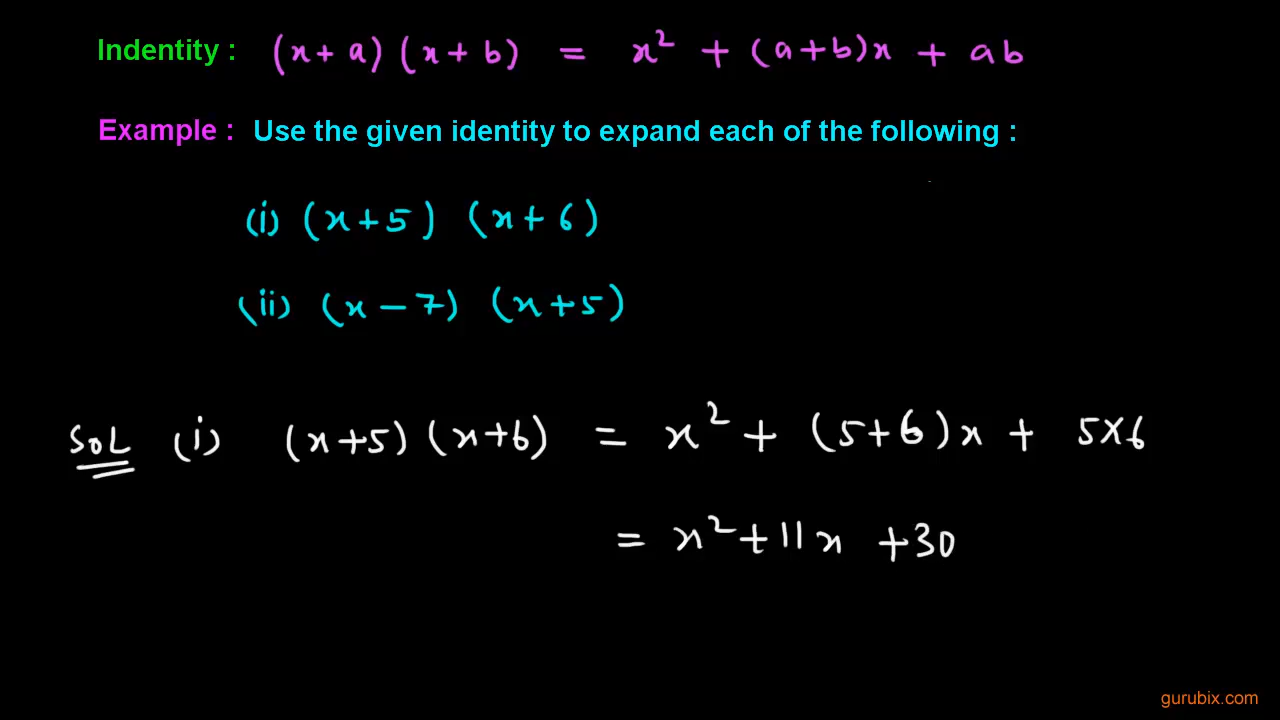 Indentity : (x + a) (x + b) = x² + (a+b)x + ab
Example : Use the given identity to expand each of the following :
(i) (x + 5) (x + 6)
(ii) (x - 7) (x + 5)
SOL (i) (x+5) (x+6) = x² + (5+6)x + 5×6
= x² + 11x + 30
gurubix.com